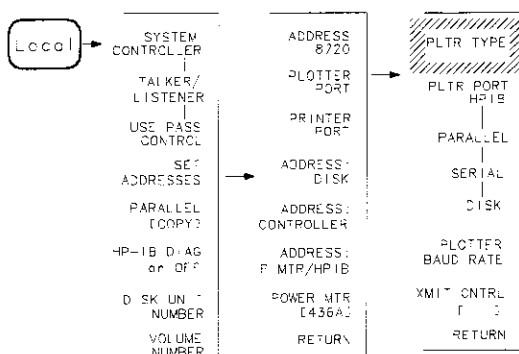 Local
SYSTEM
CONTROLLER
TALKER/
LISTENER
USE PASS
CONTROL
SET
ADDRESSES
PARALLEL
[COPY]
HP-IB DIAG
on OFF
DISK UNIT
NUMBER
VOLUME
NUMBER
ADDRESS
8720
PLOTTER
PORT
PRINTER
PORT
ADDRESS:
DISK
ADDRESS:
CONTROLLER
ADDRESS:
P MTR/HPIB
POWER MTR
[436A]
RETURN
PLTR TYPE
PLTR PORT
HPIB
PARALLEL
SERIAL
DISK
PLOTTER
BAUD RATE
XMIT CNTRL
[ ]
RETURN